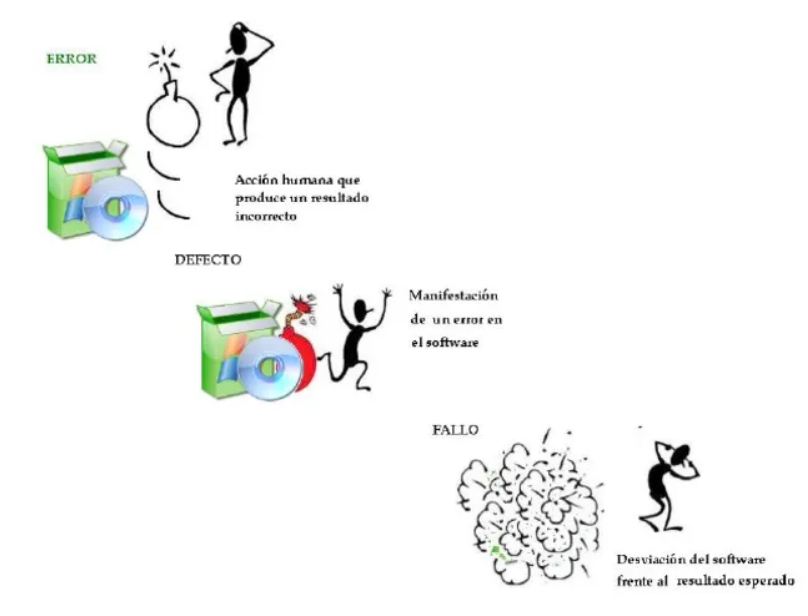 ERROR
Acción humana que
produce un resultado
incorrecto
DEFECTO
Manifestación
de un error en
el software
FALLO
Desviación del software
frente al resultado esperado